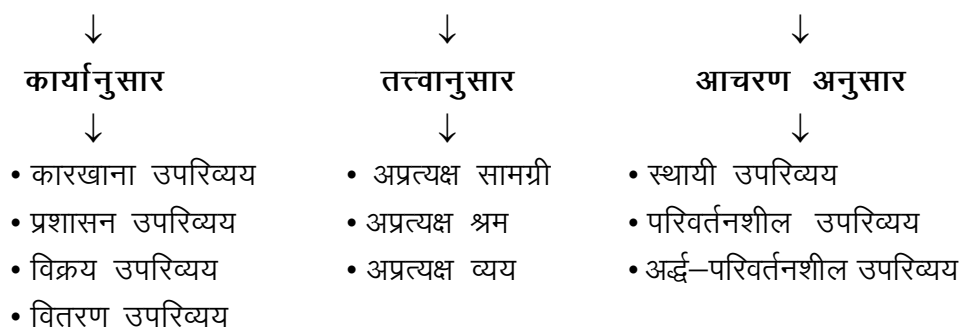 ↓ ↓ ↓
कार्यानुसार तत्त्वानुसार आचरण अनुसार
↓ ↓ ↓
• कारखाना उपरिव्यय • अप्रत्यक्ष सामग्री • स्थायी उपरिव्यय
• प्रशासन उपरिव्यय • अप्रत्यक्ष श्रम • परिवर्तनशील उपरिव्यय
• विक्रय उपरिव्यय • अप्रत्यक्ष व्यय • अर्द्ध–परिवर्तनशील उपरिव्यय
• वितरण उपरिव्यय